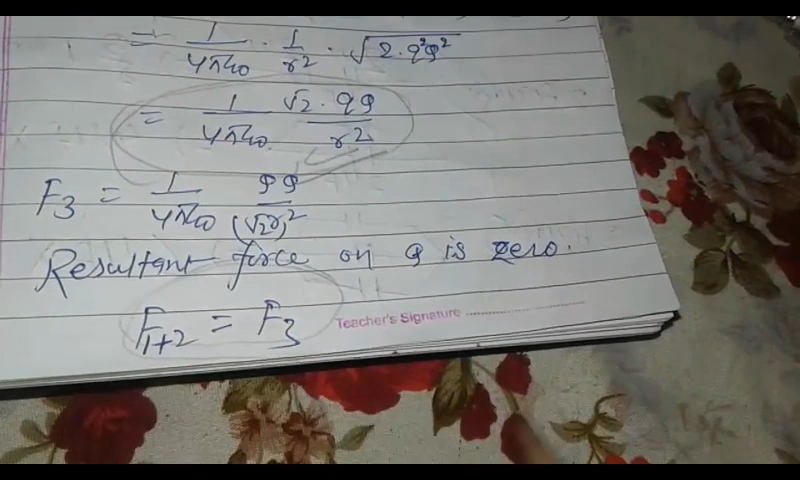 = 1/4πε0 · 1/r² · √2·q²Q²
= 1/4πε0 √2·qQ/r²
F3 = 1/4πε0 QQ/(√2r)²
Resultant force on Q is zero.
F1+2 = F3
Teacher's Signature ........................